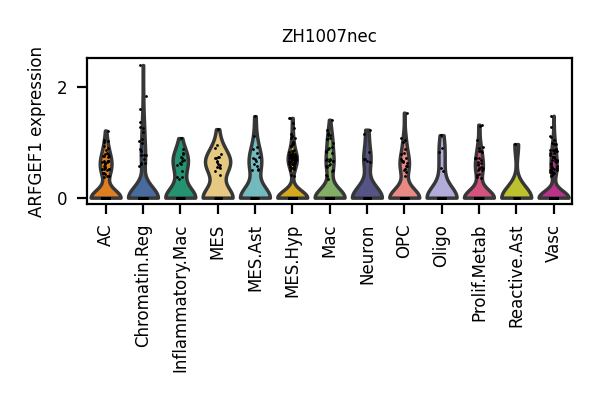 ZH1007nec
ARFGEF1 expression
2
0
AC
Chromatin.Reg
Inflammatory.Mac
MES
MES.Ast
MES.Hyp
Mac
Neuron
OPC
Oligo
Prolif.Metab
Reactive.Ast
Vasc